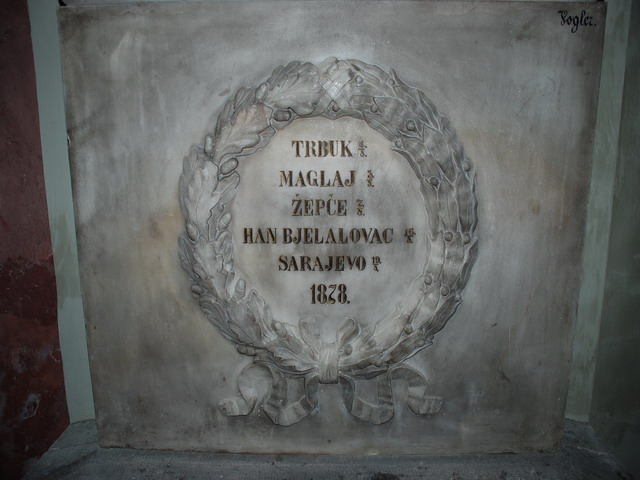 Vogler.
TRBUK
MAGLAJ
ŽEPČE
HAN BJELALOVAC
SARAJEVO
1878.